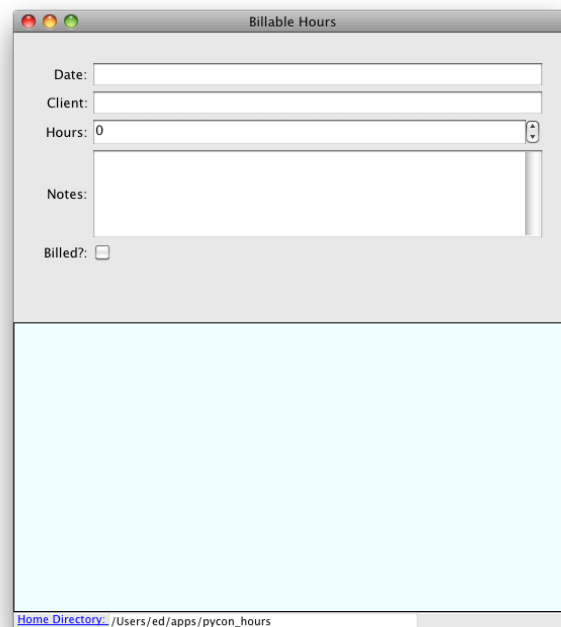 Billable Hours
Date:
Client:
Hours: 0
Notes:
Billed?:
Home Directory: /Users/ed/apps/pycon_hours